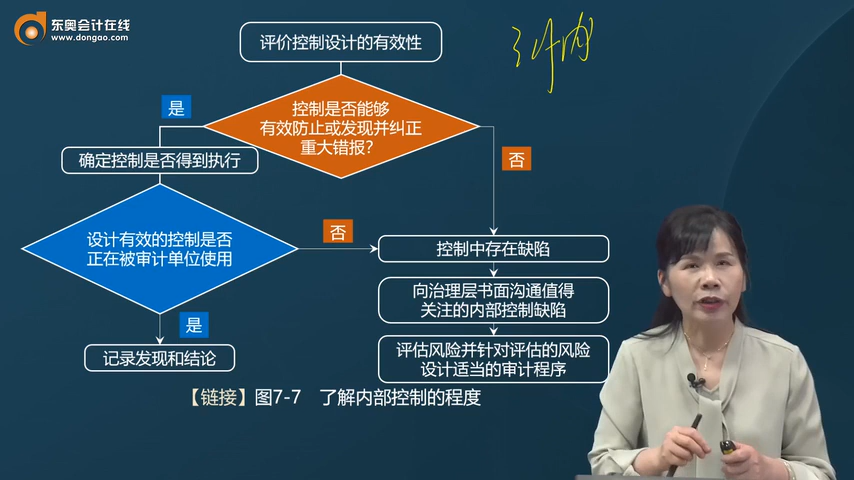 东奥会计在线
www.dongao.com
评价控制设计的有效性
是
控制是否能够
有效防止或发现并纠正
重大错报?
确定控制是否得到执行
否
设计有效的控制是否
正在被审计单位使用
否
控制中存在缺陷
向治理层书面沟通值得
关注的内部控制缺陷
是
记录发现和结论
评估风险并针对评估的风险
设计适当的审计程序
【链接】图7-7 了解内部控制的程度